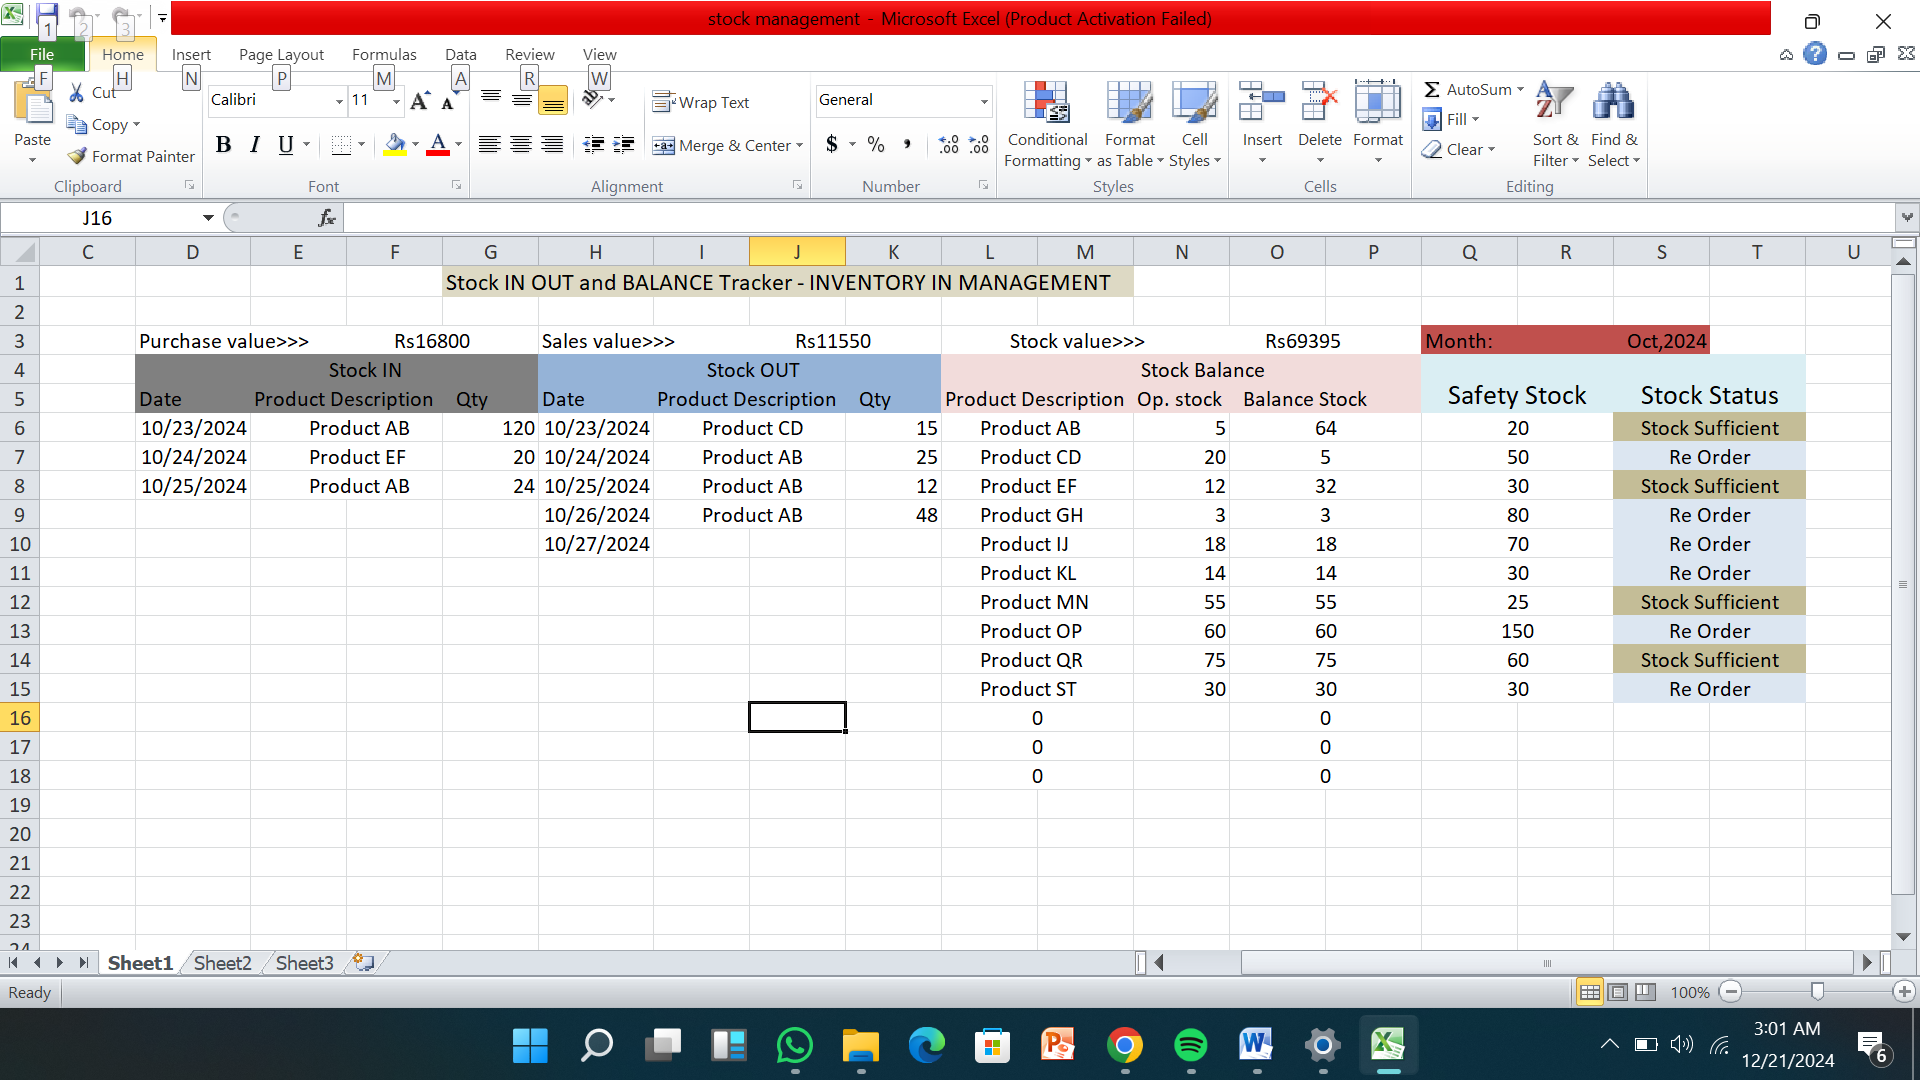 stock management - Microsoft Excel (Product Activation Failed)
1 2 3
File Home Insert Page Layout Formulas Data Review View
F H N P M A R W
Paste
Cut
Copy
Format Painter
Clipboard
Calibri 11
B I U
Font
Wrap Text
Merge & Center
Alignment
General
$ % ,
Number
Conditional Formatting
Format as Table
Cell Styles
Styles
Insert Delete Format
Cells
AutoSum
Fill
Clear
Sort & Filter
Find & Select
Editing
J16 fx
C D E F G H I J K L M N O P Q R S T U
1 Stock IN OUT and BALANCE Tracker - INVENTORY IN MANAGEMENT
2
3 Purchase value>>> Rs16800 Sales value>>> Rs11550 Stock value>>> Rs69395 Month: Oct,2024
4 Stock IN Stock OUT Stock Balance
5 Date Product Description Qty Date Product Description Qty Product Description Op. stock Balance Stock Safety Stock Stock Status
6 10/23/2024 Product AB 120 10/23/2024 Product CD 15 Product AB 5 64 20 Stock Sufficient
7 10/24/2024 Product EF 20 10/24/2024 Product AB 25 Product CD 20 5 50 Re Order
8 10/25/2024 Product AB 24 10/25/2024 Product AB 12 Product EF 12 32 30 Stock Sufficient
9 10/26/2024 Product AB 48 Product GH 3 3 80 Re Order
10 10/27/2024 Product IJ 18 18 70 Re Order
11 Product KL 14 14 30 Re Order
12 Product MN 55 55 25 Stock Sufficient
13 Product OP 60 60 150 Re Order
14 Product QR 75 75 60 Stock Sufficient
15 Product ST 30 30 30 Re Order
16 0 0
17 0 0
18 0 0
19
20
21
22
23
24
Sheet1 Sheet2 Sheet3
Ready 100%
3:01 AM
12/21/2024
6